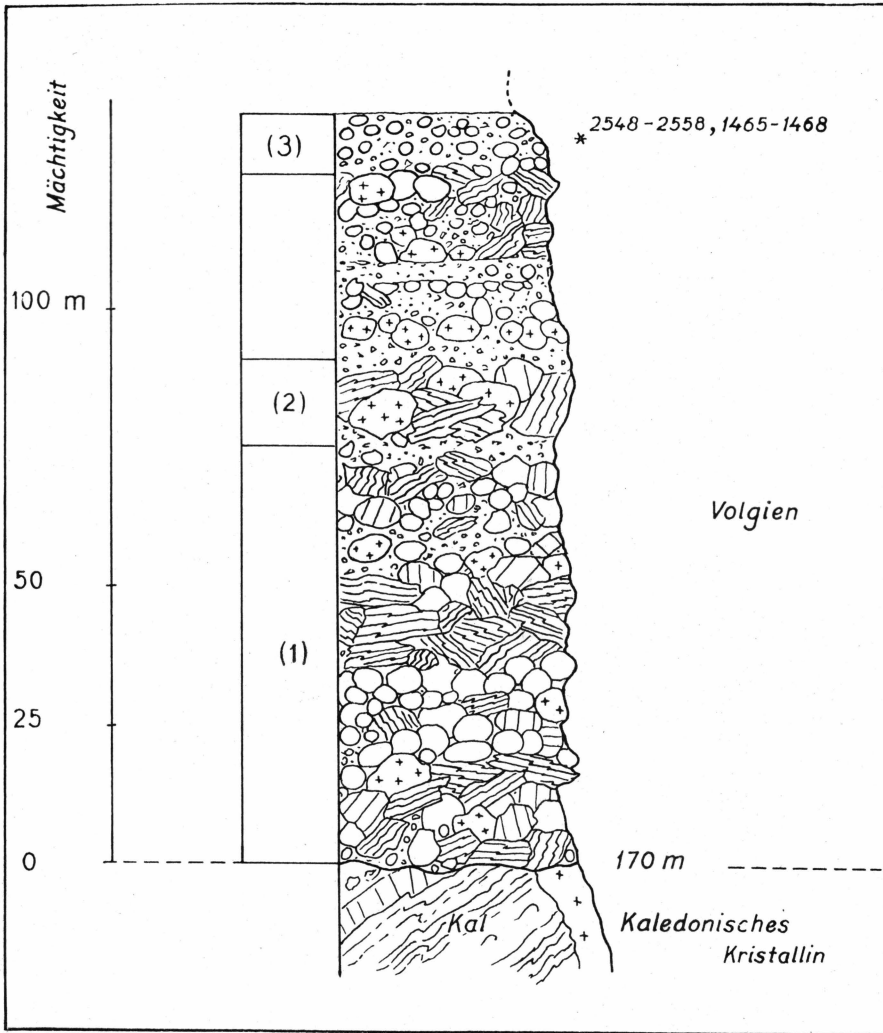 Mächtigkeit
(3)
* 2548-2558, 1465-1468
100 m
(2)
Volgien
50
(1)
25
0
170 m
Kal
Kaledonisches
Kristallin